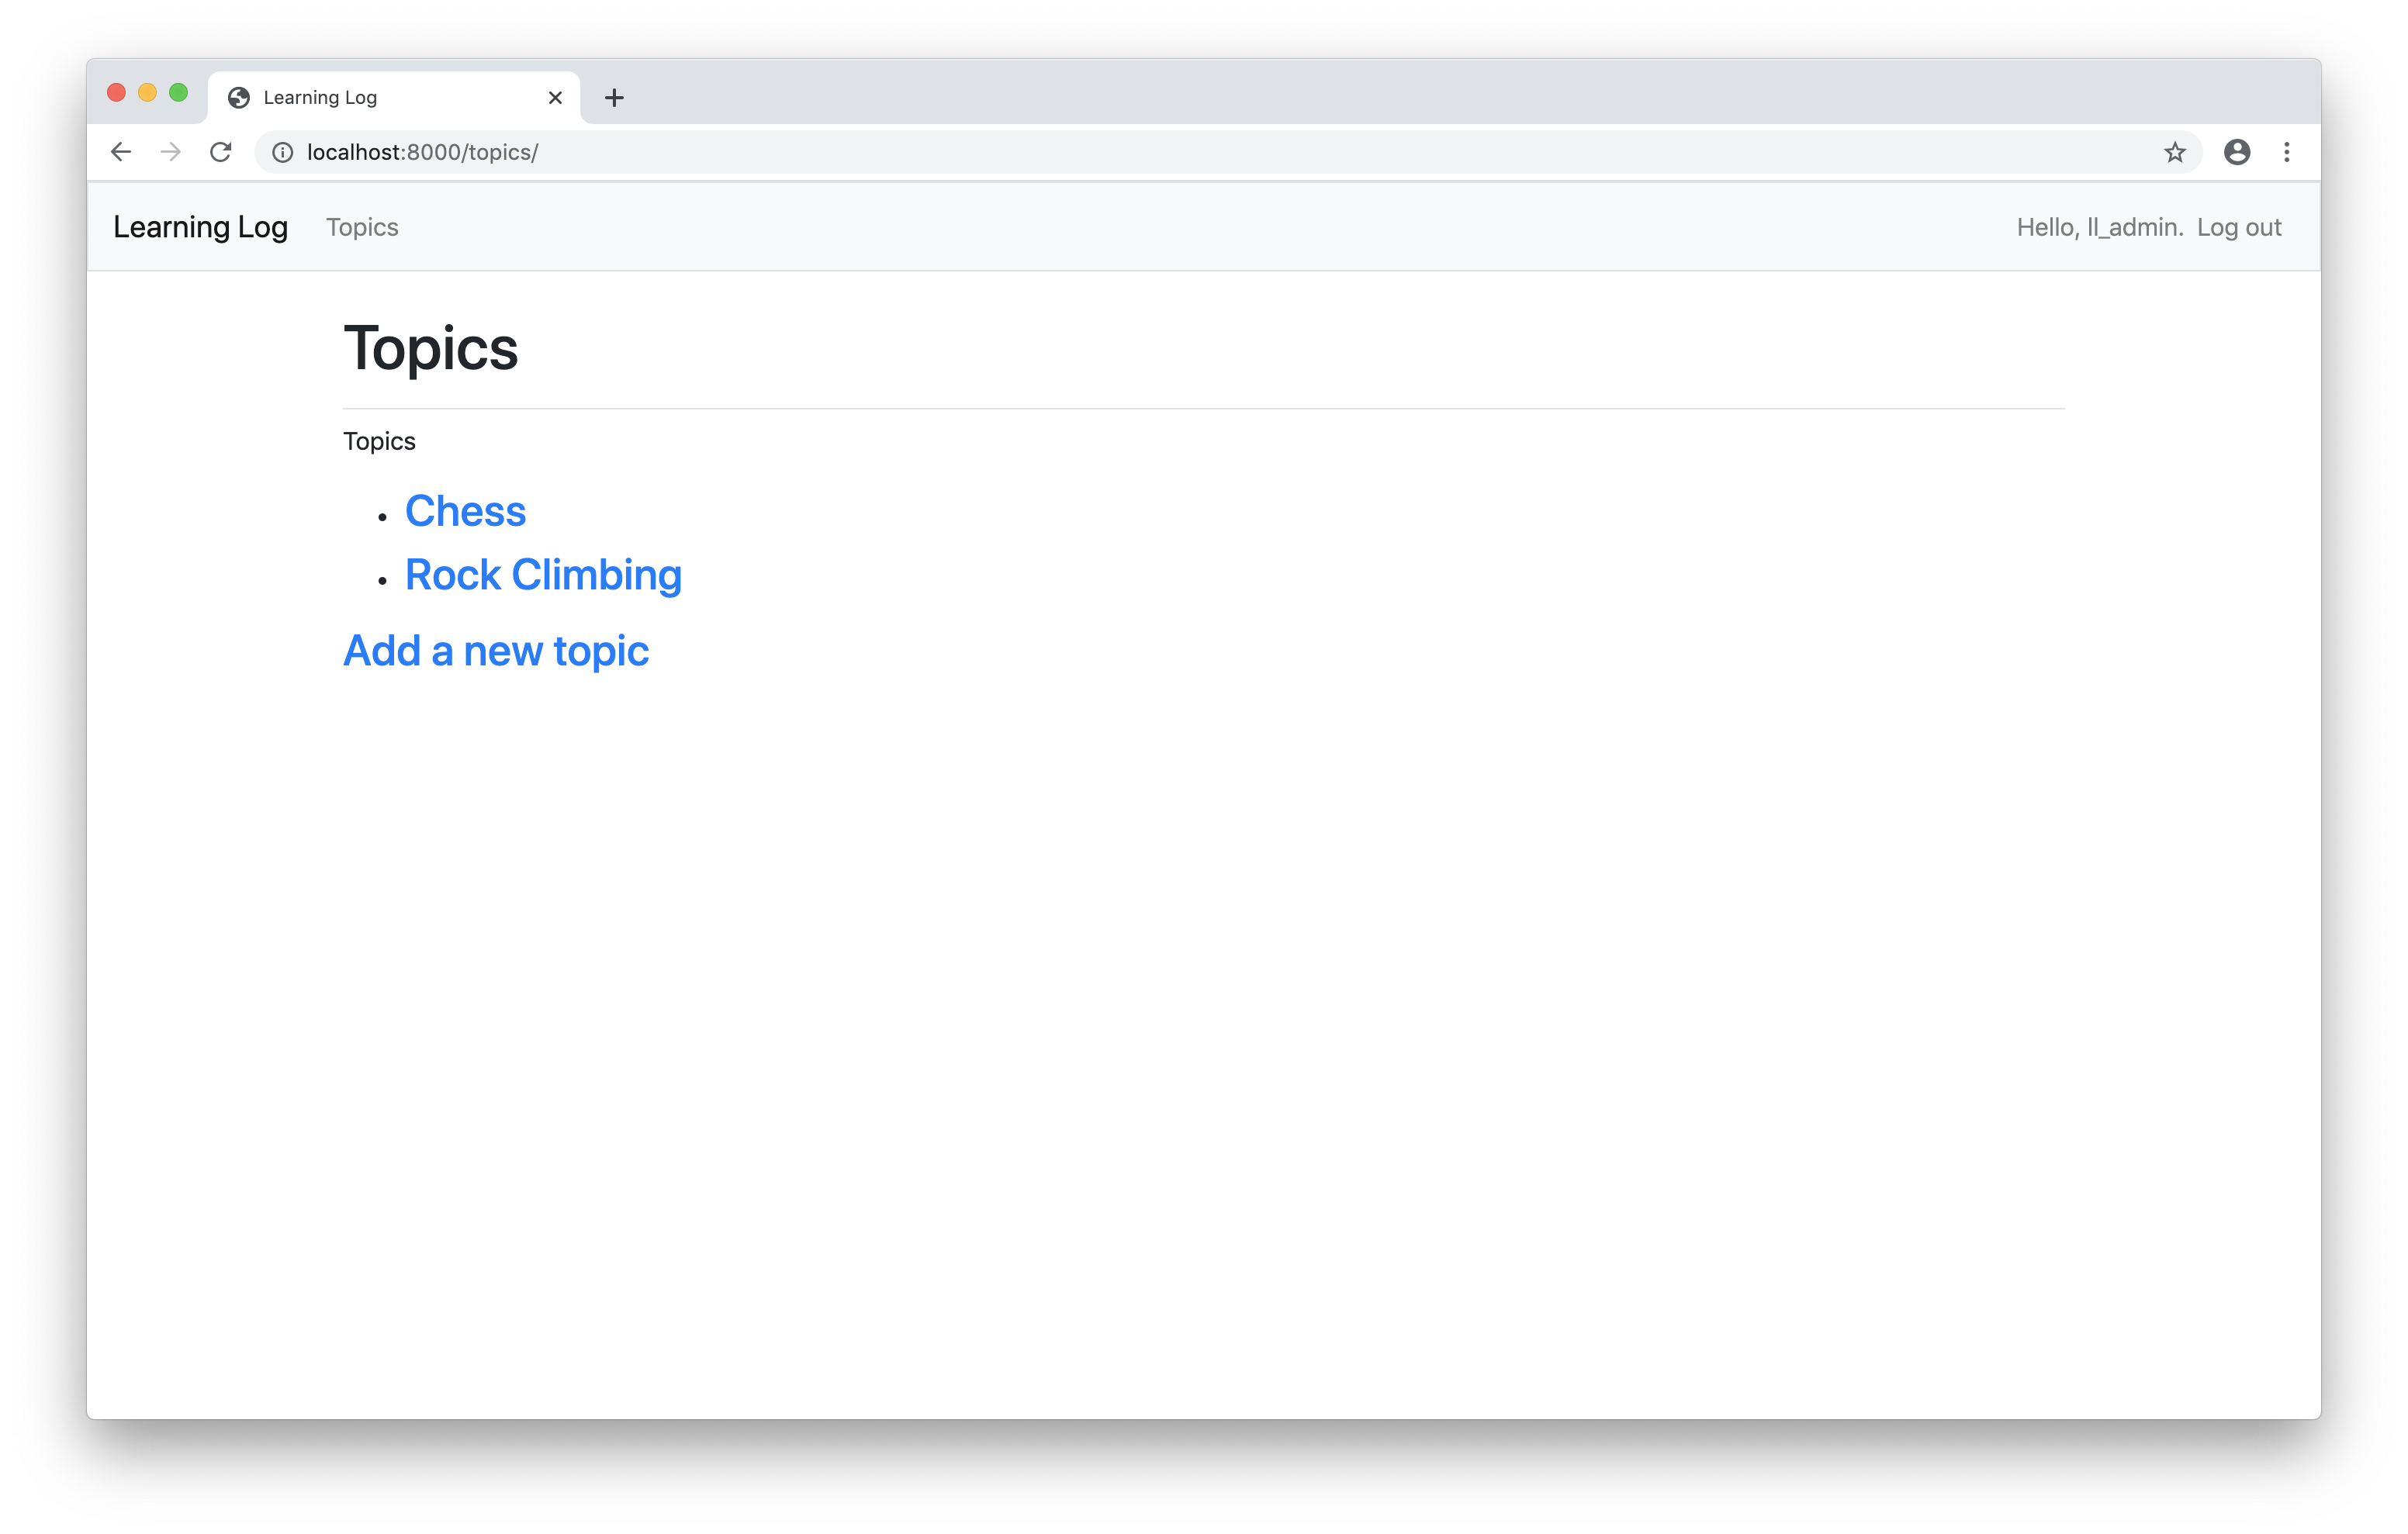 Learning Log
localhost:8000/topics/
Learning Log Topics Hello, ll_admin. Log out
Topics
Topics
• Chess
• Rock Climbing
Add a new topic